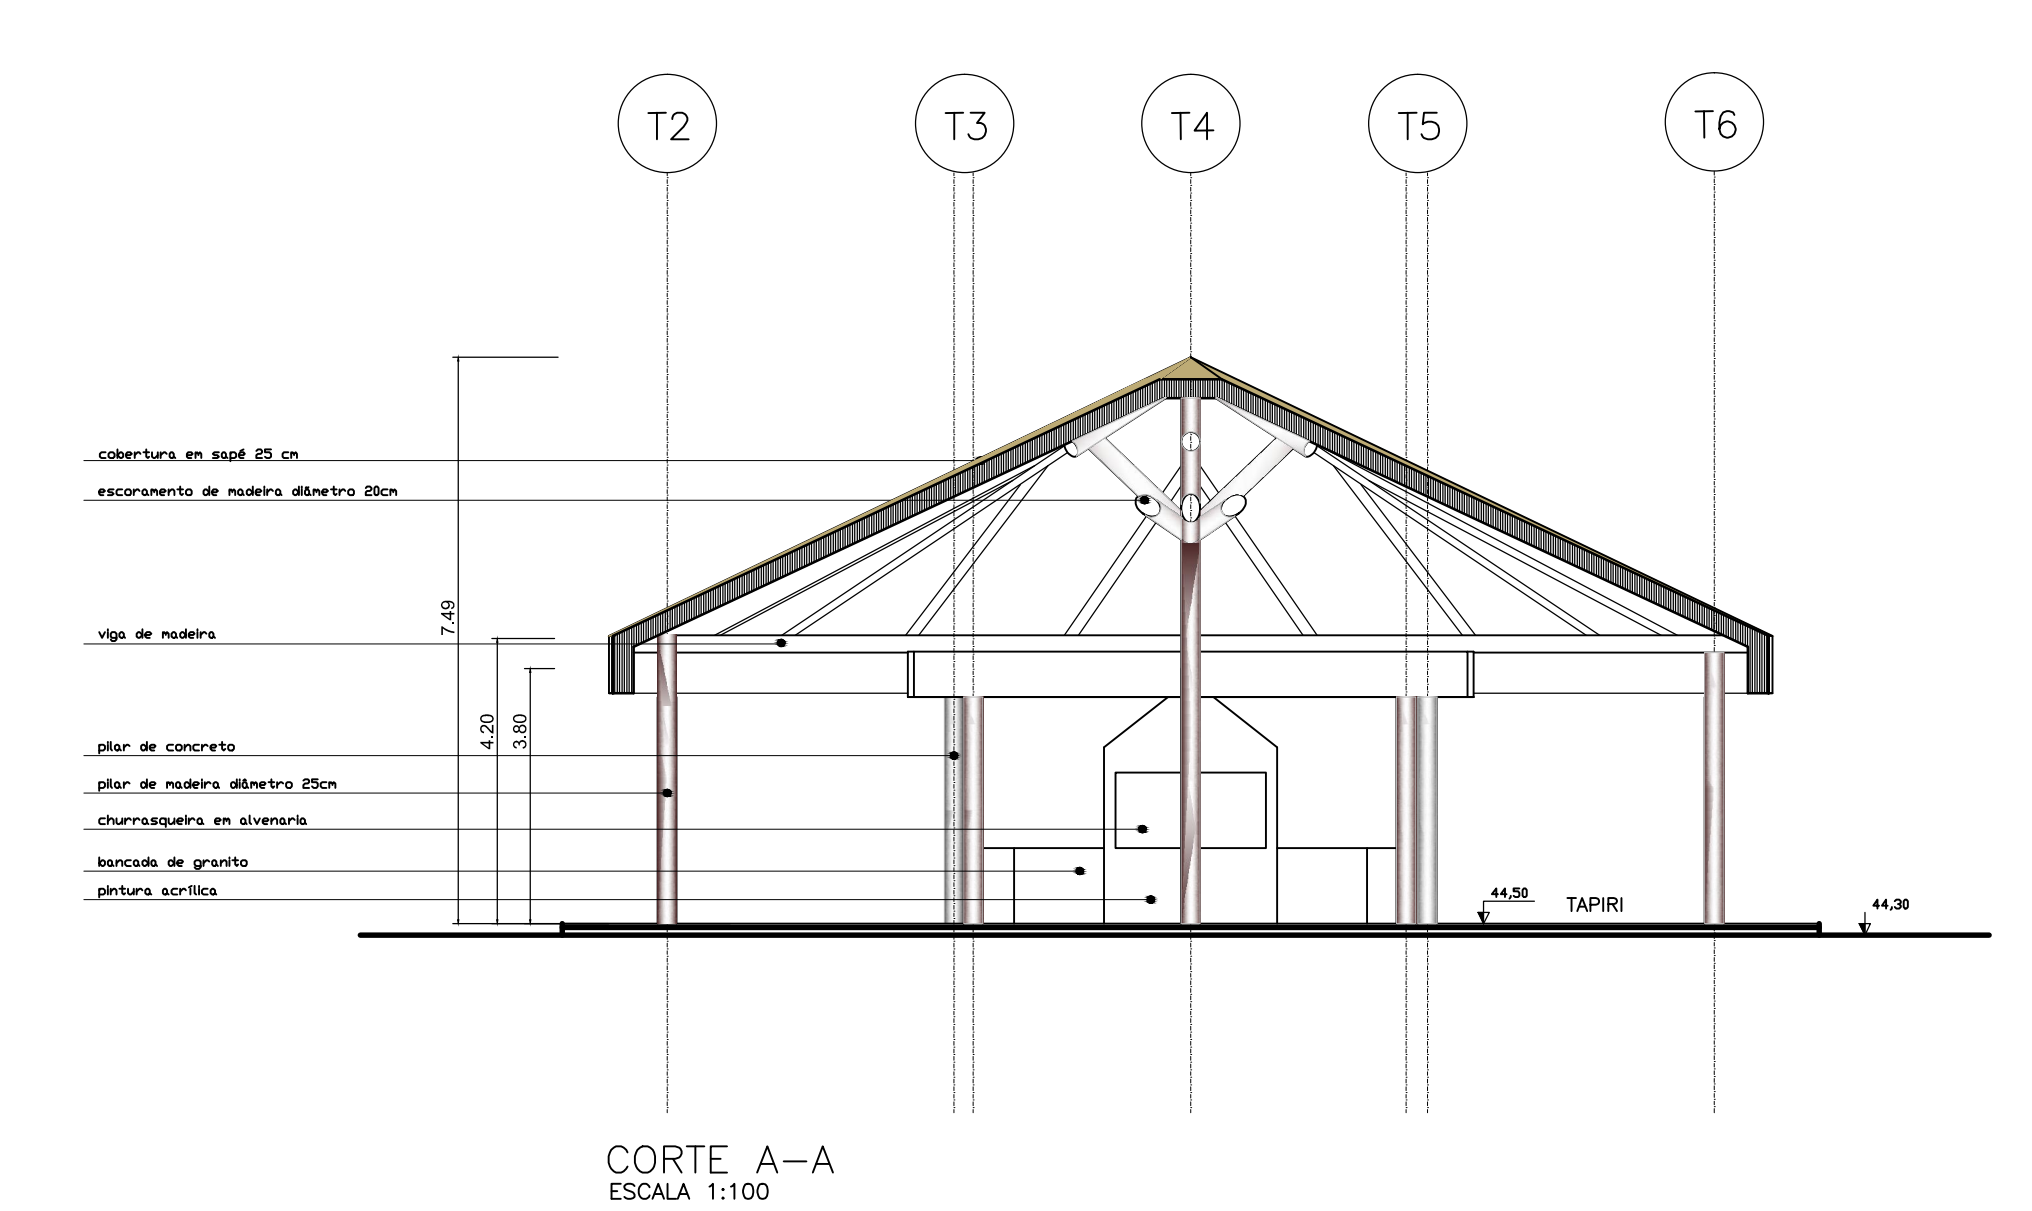 T2
T3
T4
T5
T6
cobertura em sapé 25 cm
escoramento de madeira diâmetro 20cm
7.49
viga de madeira
4.20
3.80
pilar de concreto
pilar de madeira diâmetro 25cm
churrasqueira em alvenaria
bancada de granito
pintura acrílica
44,50
TAPIRI
44,30
CORTE A-A
ESCALA 1:100